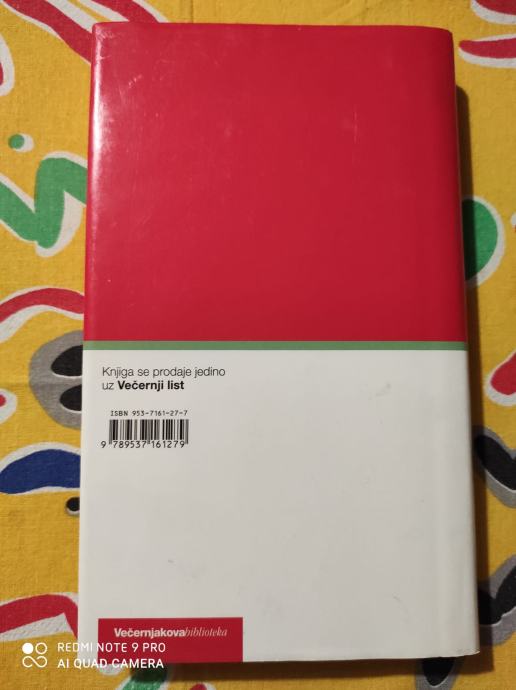 Knjiga se prodaje jedino
uz Večernji list
ISBN 953-7161-27-7
9 789537 161279
Večernjakovabiblioteka
REDMI NOTE 9 PRO
AI QUAD CAMERA